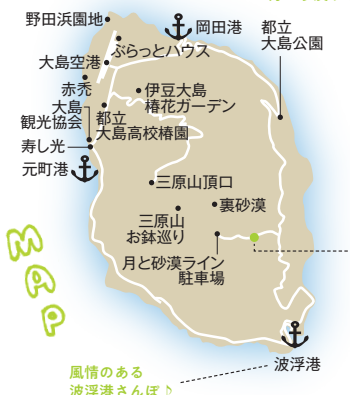 野田浜園地
岡田港
都立
大島公園
ぶらっとハウス
大島空港
赤禿
伊豆大島
椿花ガーデン
大島
観光協会
都立
大島高校椿園
寿し光
元町港
三原山頂口
裏砂漠
三原山
お鉢巡り
月と砂漠ライン
駐車場
MAP
波浮港
風情のある
波浮港さんぽ♪